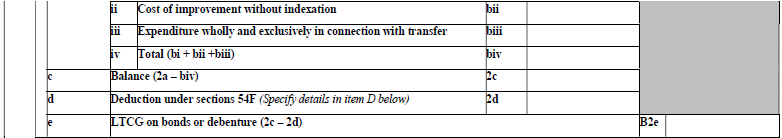 ii Cost of improvement without indexation bii
iii Expenditure wholly and exclusively in connection with transfer biii
iv Total (bi + bii +biii) biv
c Balance (2a – biv) 2c
d Deduction under sections 54F (Specify details in item D below) 2d
e LTCG on bonds or debenture (2c – 2d) B2e